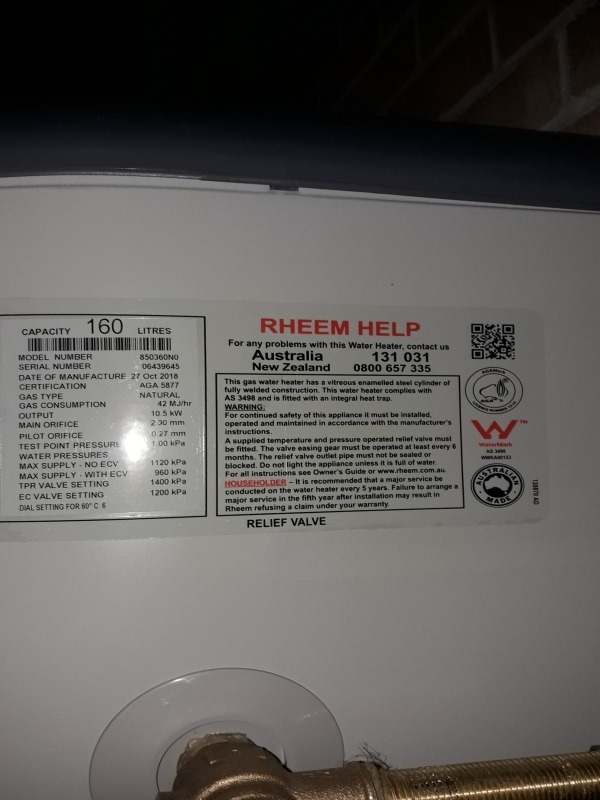 CAPACITY 160 LITRES
MODEL NUMBER 850360N0
SERIAL NUMBER 06439645
DATE OF MANUFACTURE 27 Oct 2018
CERTIFICATION AGA 5877
GAS TYPE NATURAL
GAS CONSUMPTION 42 MJ/hr
OUTPUT 10.5 kW
MAIN ORIFICE 2.30 mm
PILOT ORIFICE 0.27 mm
TEST POINT PRESSURE 1.00 kPa
WATER PRESSURES
MAX SUPPLY - NO ECV 1120 kPa
MAX SUPPLY - WITH ECV 960 kPa
TPR VALVE SETTING 1400 kPa
EC VALVE SETTING 1200 kPa
DIAL SETTING FOR 60° C 6
RHEEM HELP
For any problems with this Water Heater, contact us
Australia 131 031
New Zealand 0800 657 335
This gas water heater has a vitreous enamelled steel cylinder of
fully welded construction. This water heater complies with
AS 3498 and is fitted with an integral heat trap.
WARNING:
For continued safety of this appliance it must be installed,
operated and maintained in accordance with the manufacturer's
instructions.
A supplied temperature and pressure operated relief valve must
be fitted. The valve easing gear must be operated at least every 6
months. The relief valve outlet pipe must not be sealed or
blocked. Do not light the appliance unless it is full of water.
For all instructions see Owner's Guide or www.rheem.com.au.
HOUSEHOLDER – It is recommended that a major service be
conducted on the water heater every 5 years. Failure to arrange a
major service in the fifth year after installation may result in
Rheem refusing a claim under your warranty.
RELIEF VALVE
AGAMark
AGA
W TM
WaterMark
AS 3498
AUSTRALIAN
MADE